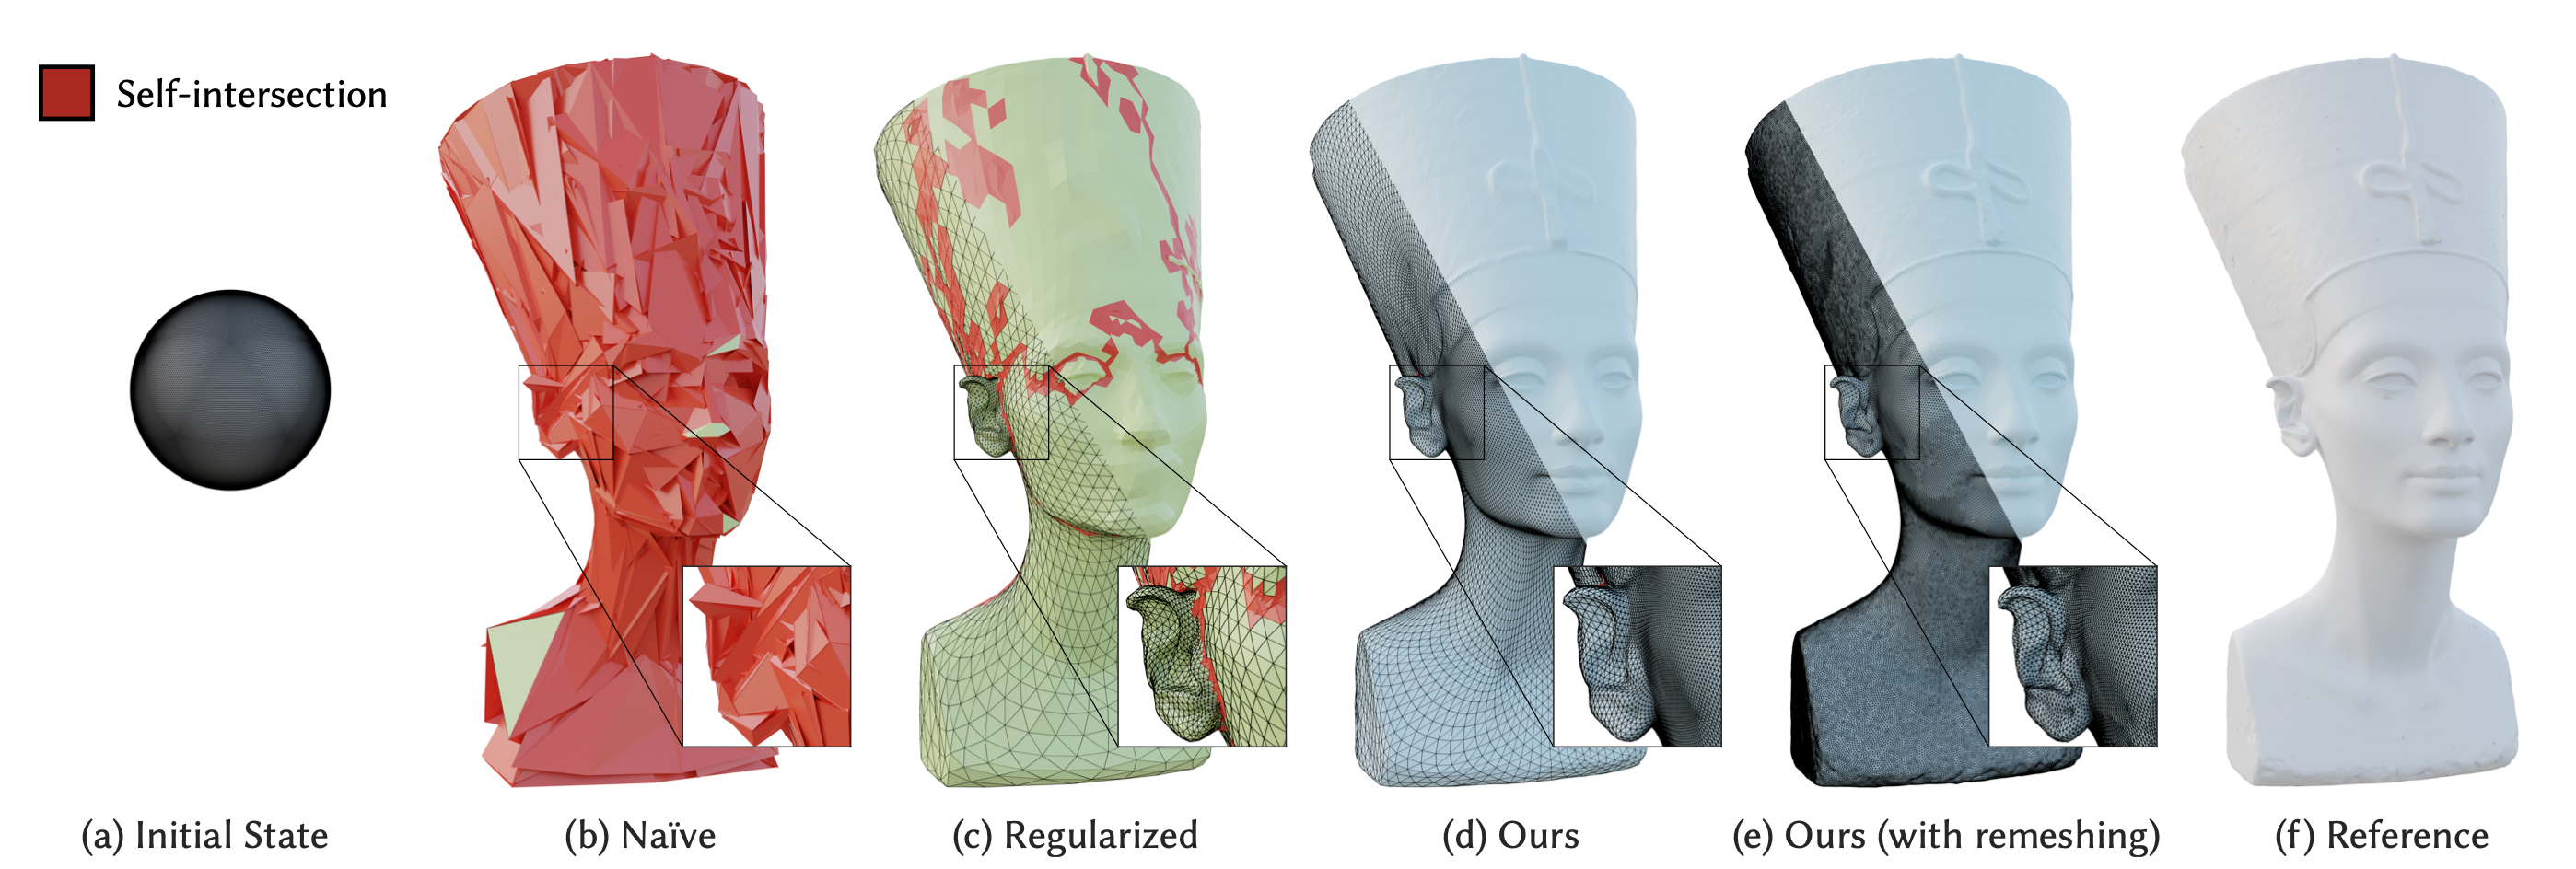 Self-intersection
(a) Initial State
(b) Naïve
(c) Regularized
(d) Ours
(e) Ours (with remeshing)
(f) Reference